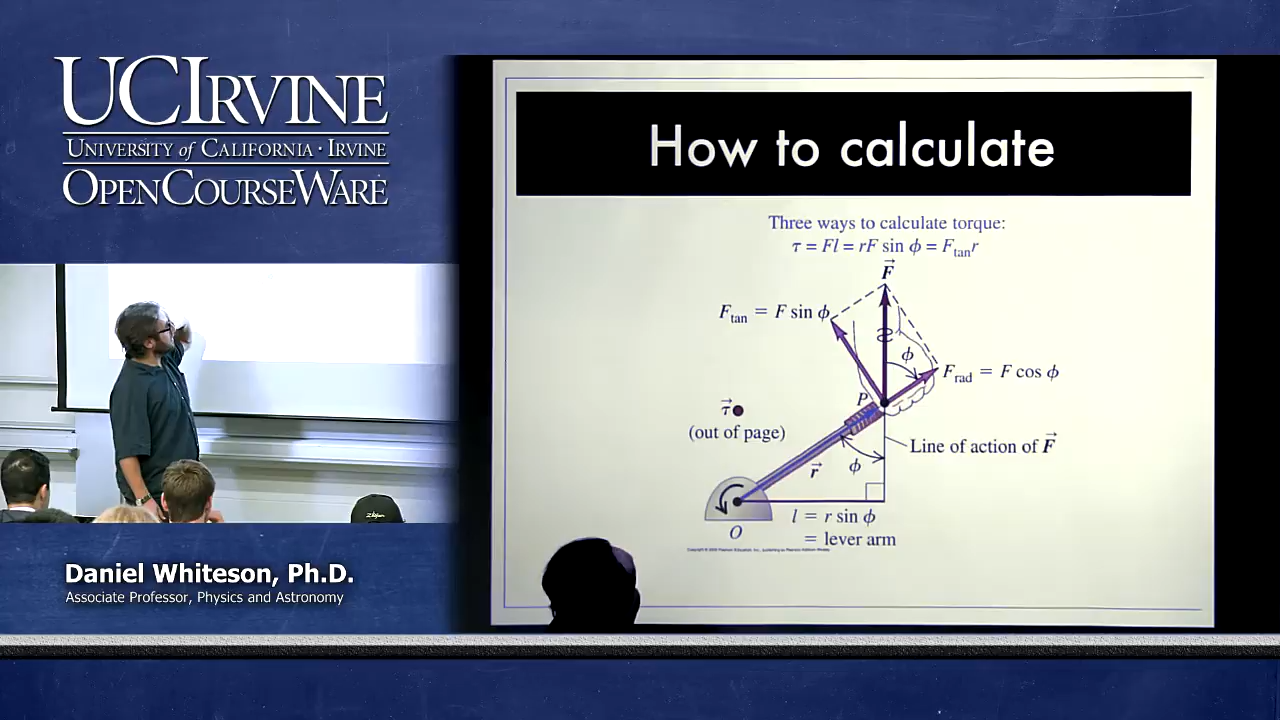 UCIRVINE
UNIVERSITY of CALIFORNIA · IRVINE
OPENCOURSEWARE
How to calculate
Three ways to calculate torque:
τ = Fl = rF sin ϕ = Ftan r
F⃗
Ftan = F sin ϕ
ϕ
Frad = F cos ϕ
P
τ⃗
(out of page)
Line of action of F⃗
ϕ
r⃗
l = r sin ϕ
= lever arm
O
Daniel Whiteson, Ph.D.
Associate Professor, Physics and Astronomy